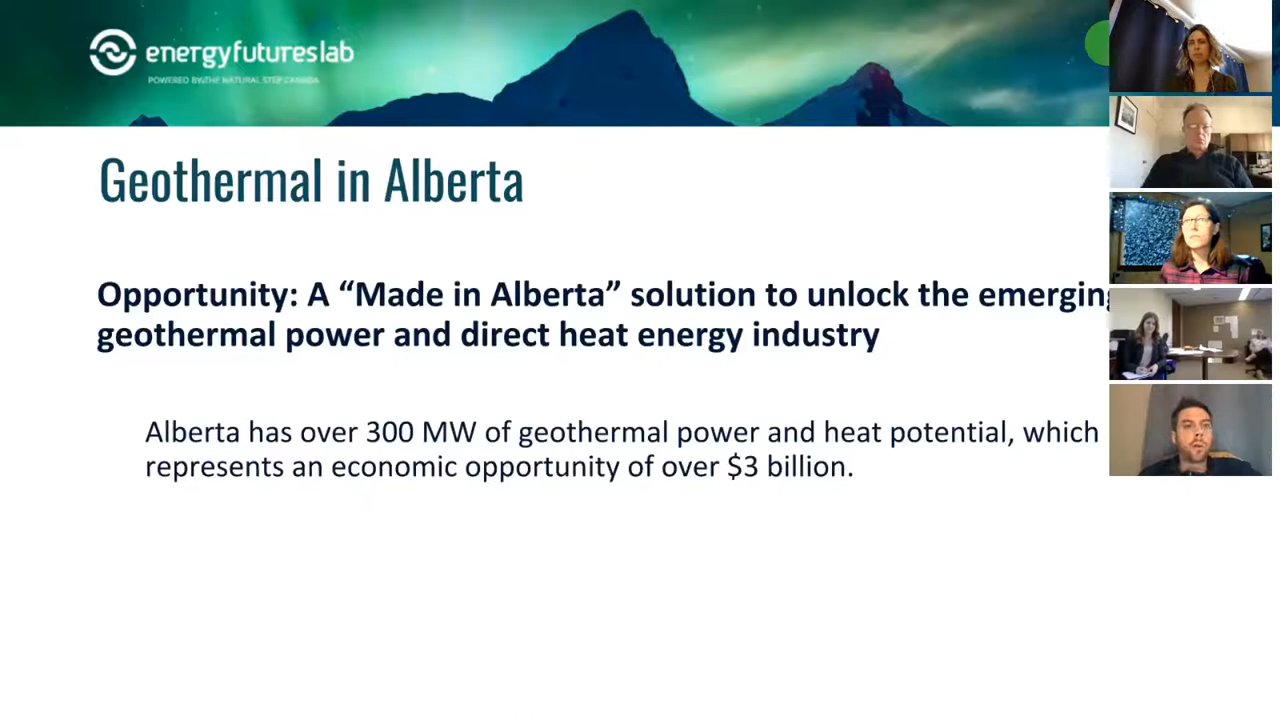 energyfutureslab
POWERED BY THE NATURAL STEP CANADA
Geothermal in Alberta
Opportunity: A “Made in Alberta” solution to unlock the emerging
geothermal power and direct heat energy industry
Alberta has over 300 MW of geothermal power and heat potential, which
represents an economic opportunity of over $3 billion.